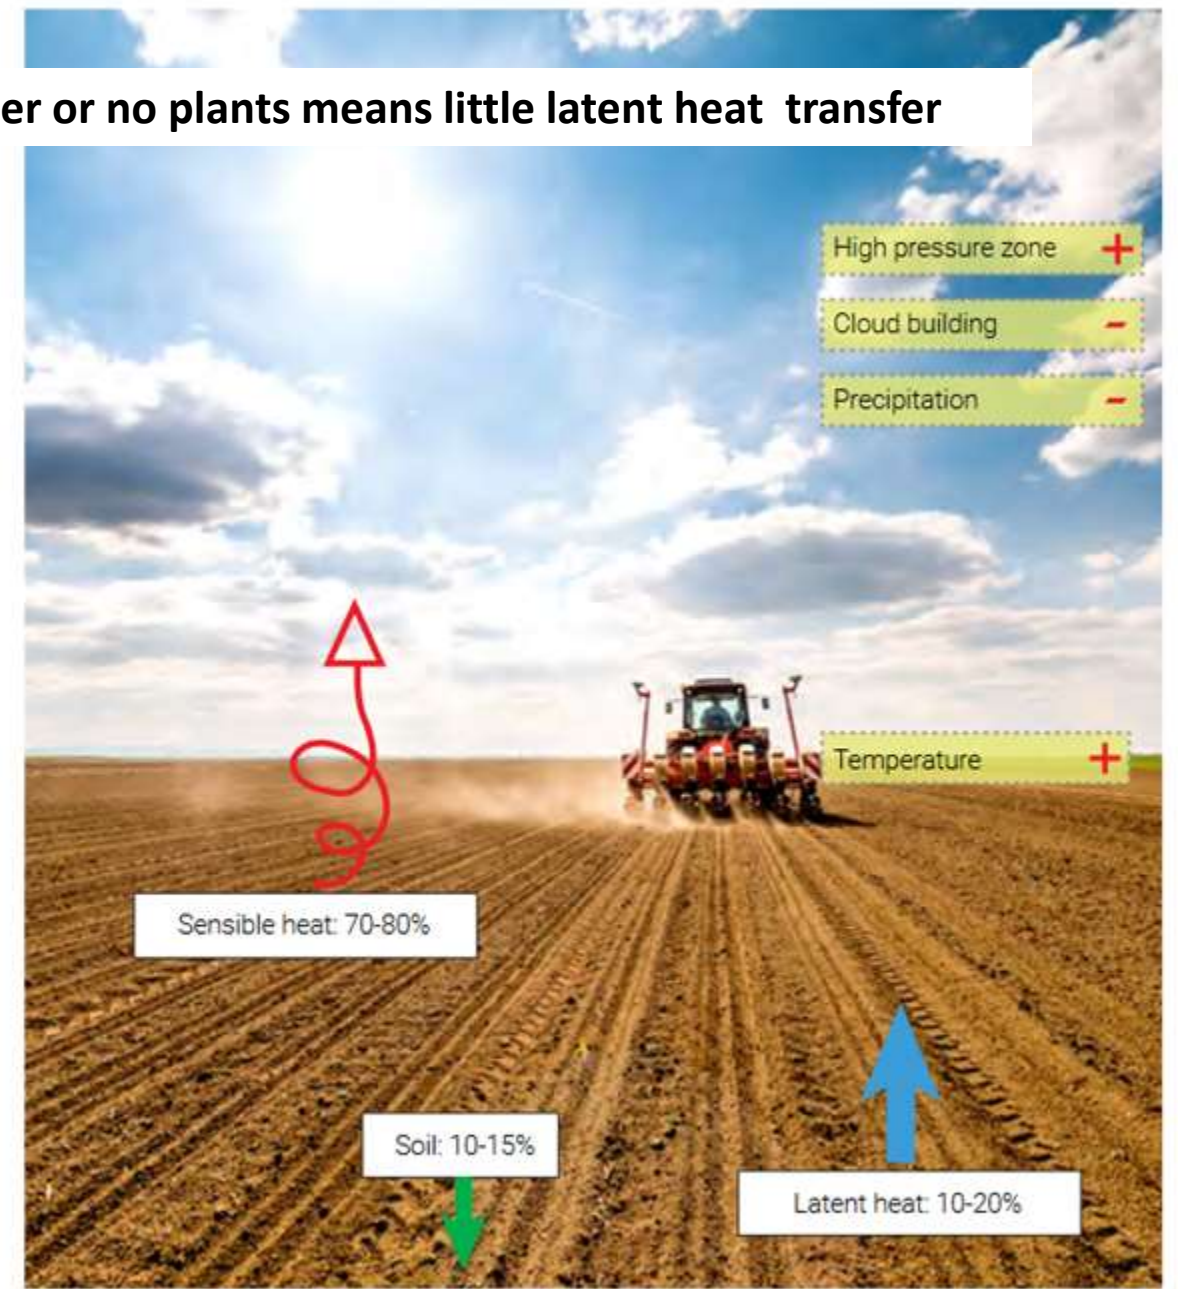 er or no plants means little latent heat transfer
High pressure zone +
Cloud building -
Precipitation -
Temperature +
Sensible heat: 70-80%
Soil: 10-15%
Latent heat: 10-20%